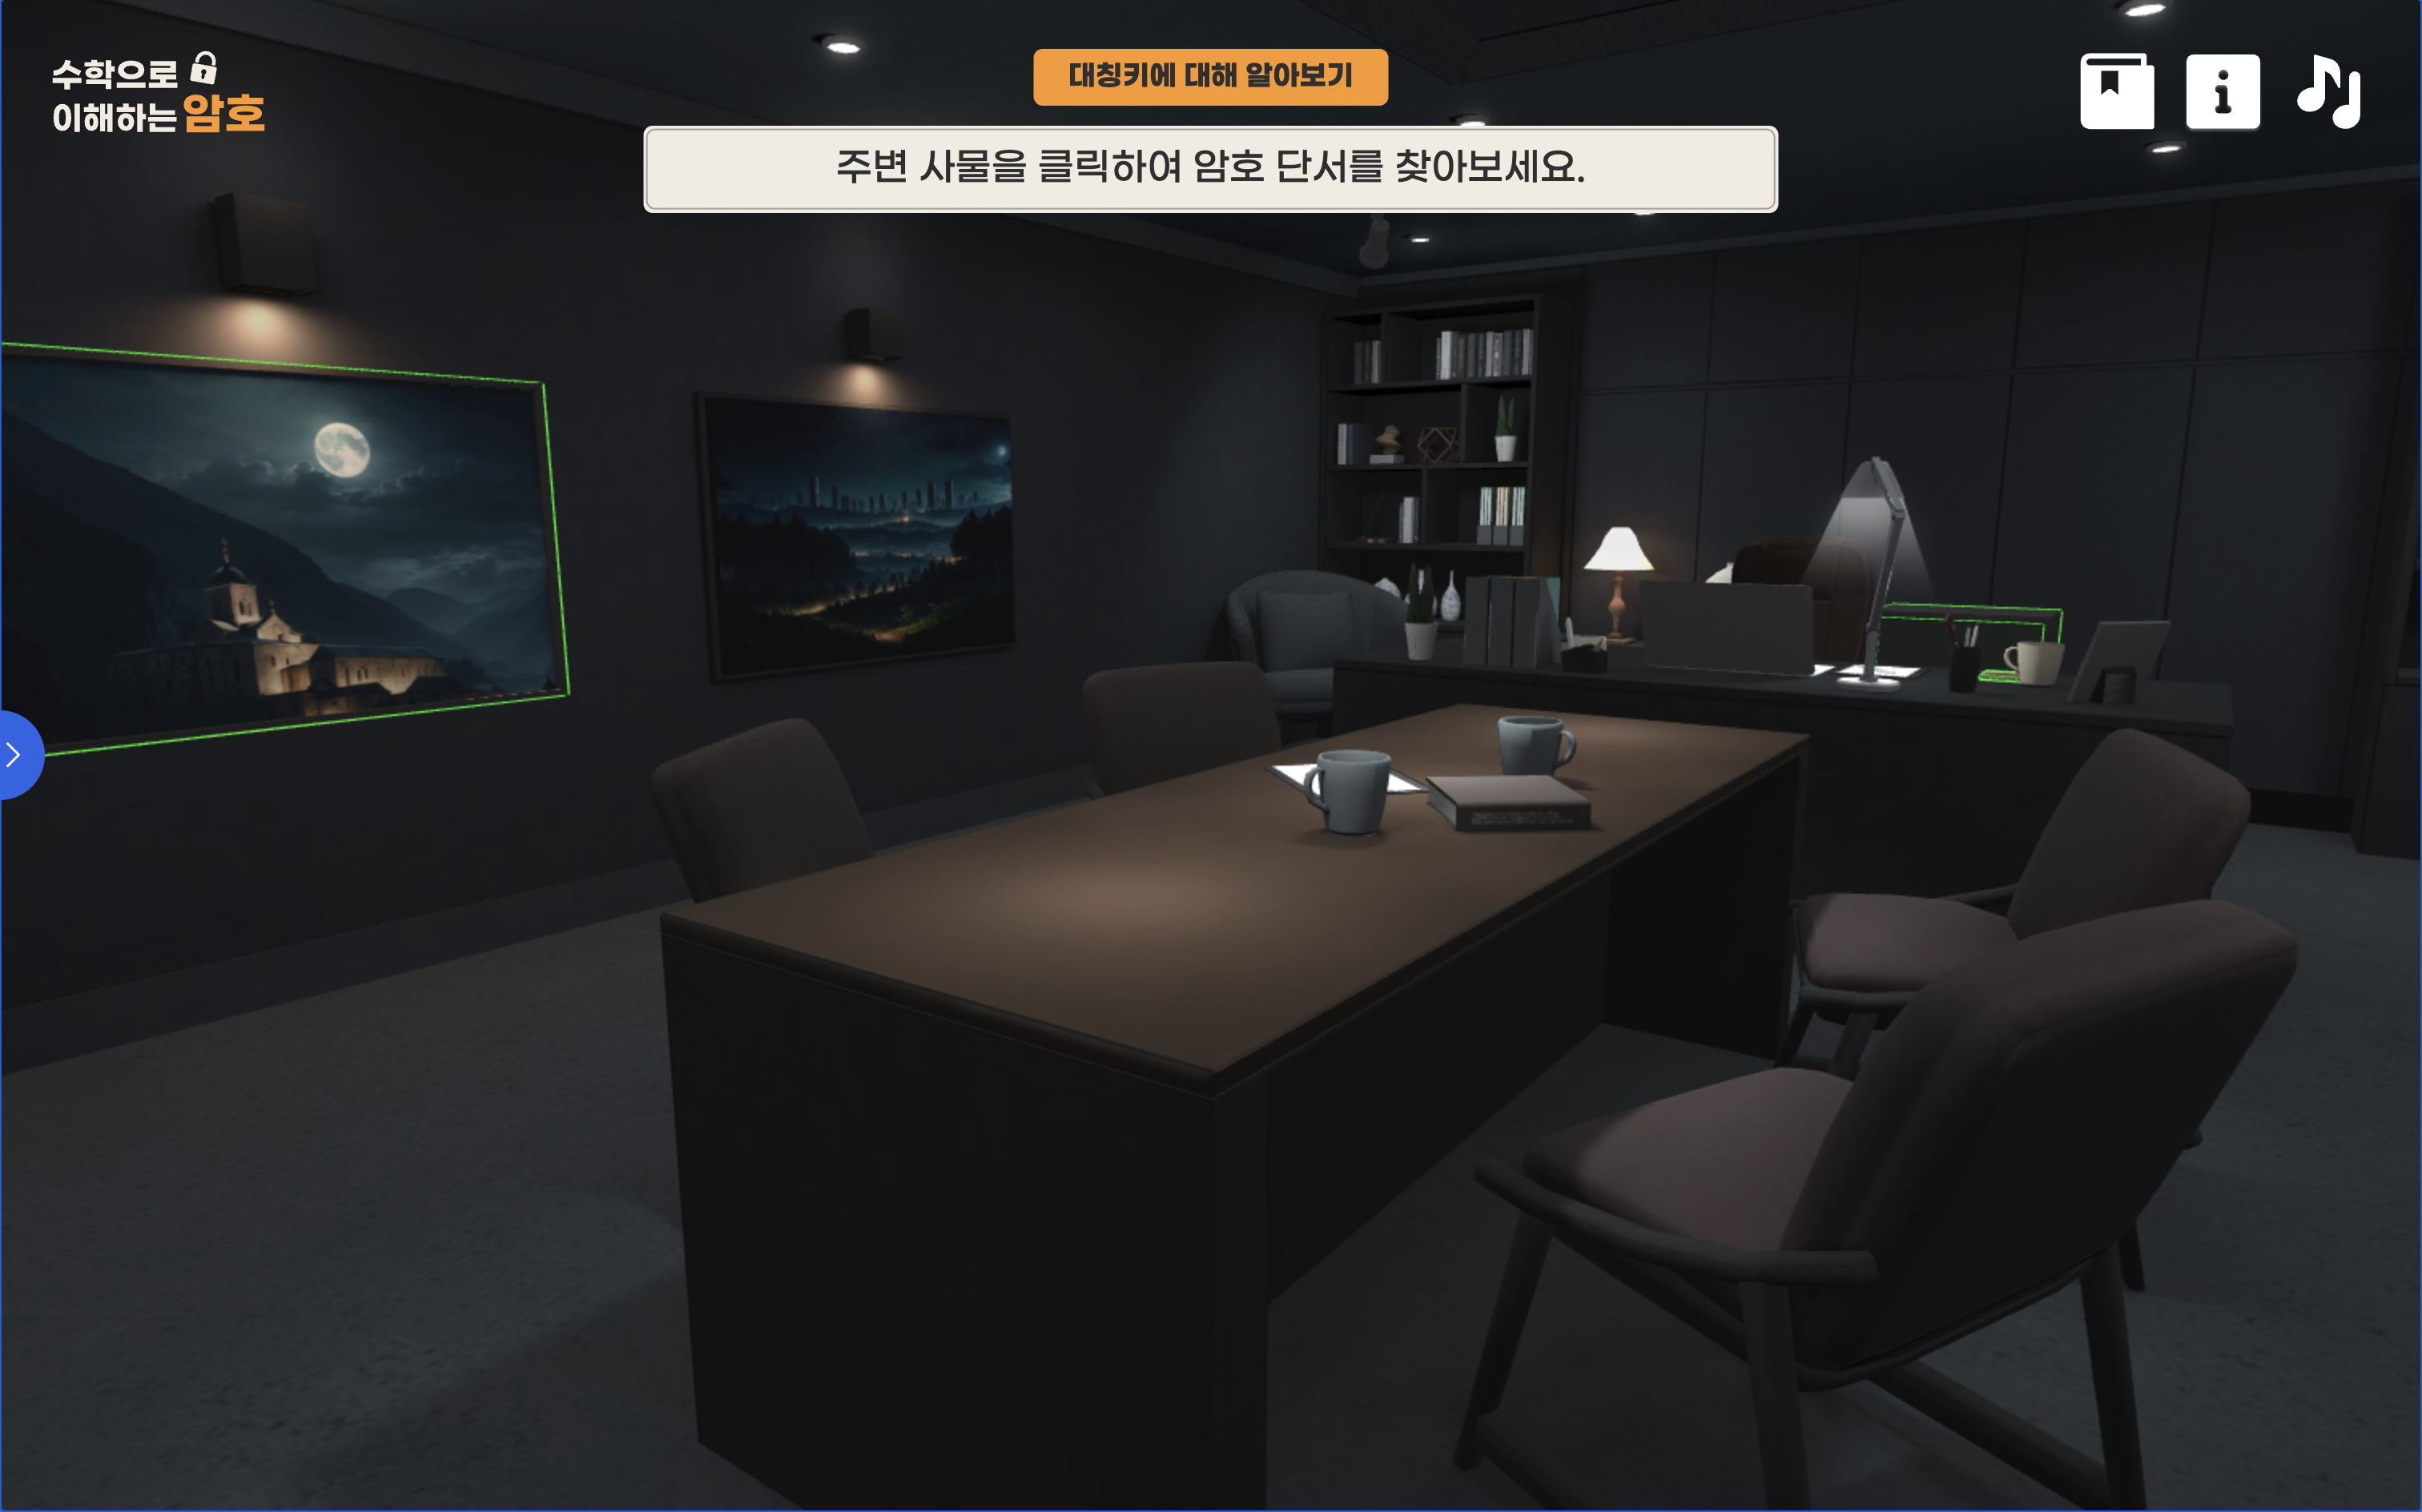 수학으로
이해하는 암호
대칭키에 대해 알아보기
주변 사물을 클릭하여 암호 단서를 찾아보세요.